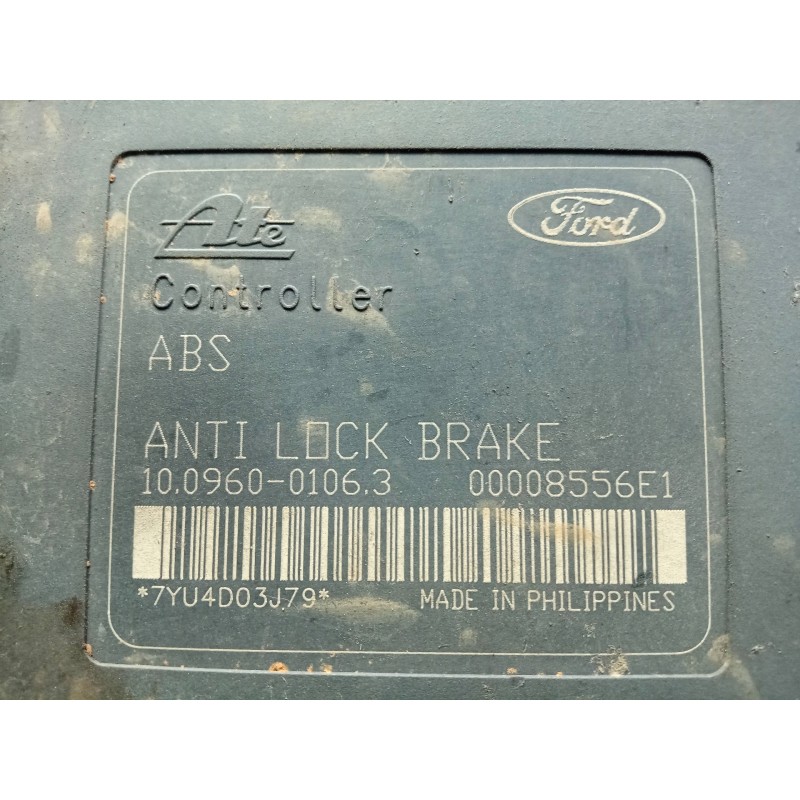 Ate
Ford
Controller
ABS
ANTI LOCK BRAKE
10.0960-0106.3 00008556E1
*7YU4D03J79* MADE IN PHILIPPINES